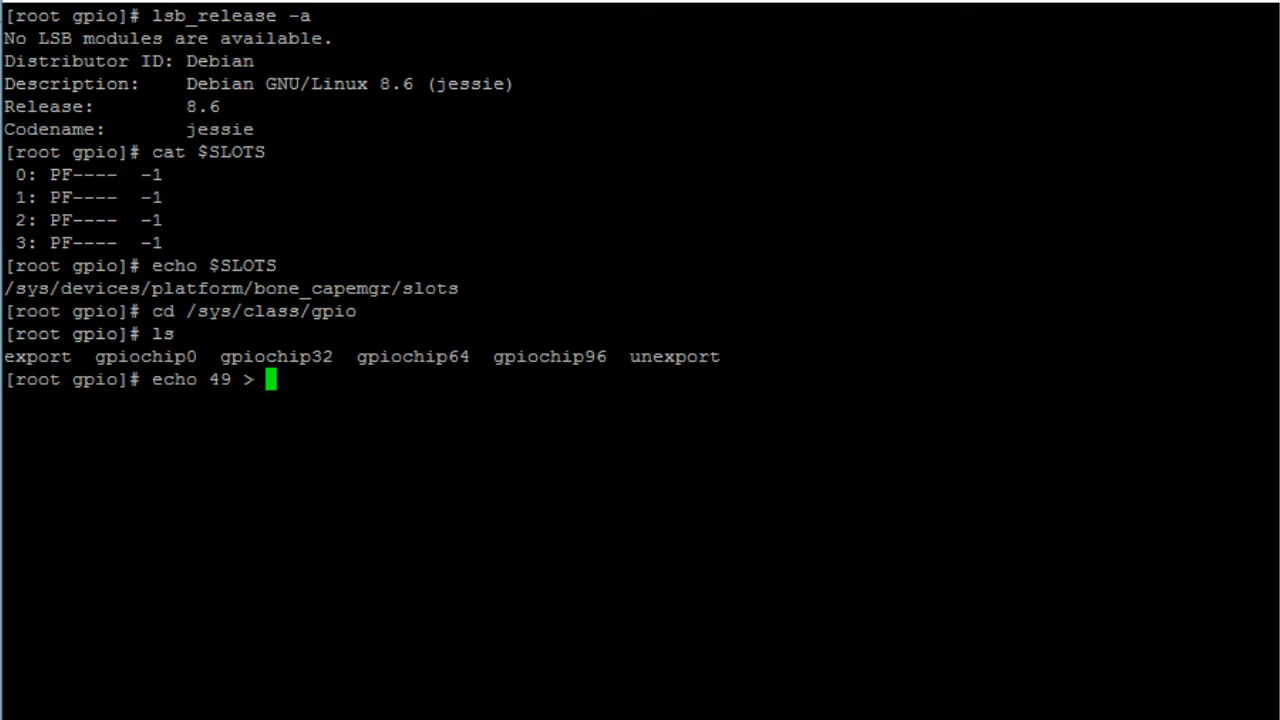 [root gpio]# lsb_release -a
No LSB modules are available.
Distributor ID: Debian
Description:    Debian GNU/Linux 8.6 (jessie)
Release:        8.6
Codename:       jessie
[root gpio]# cat $SLOTS
 0: PF----  -1
 1: PF----  -1
 2: PF----  -1
 3: PF----  -1
[root gpio]# echo $SLOTS
/sys/devices/platform/bone_capemgr/slots
[root gpio]# cd /sys/class/gpio
[root gpio]# ls
export  gpiochip0  gpiochip32  gpiochip64  gpiochip96  unexport
[root gpio]# echo 49 >